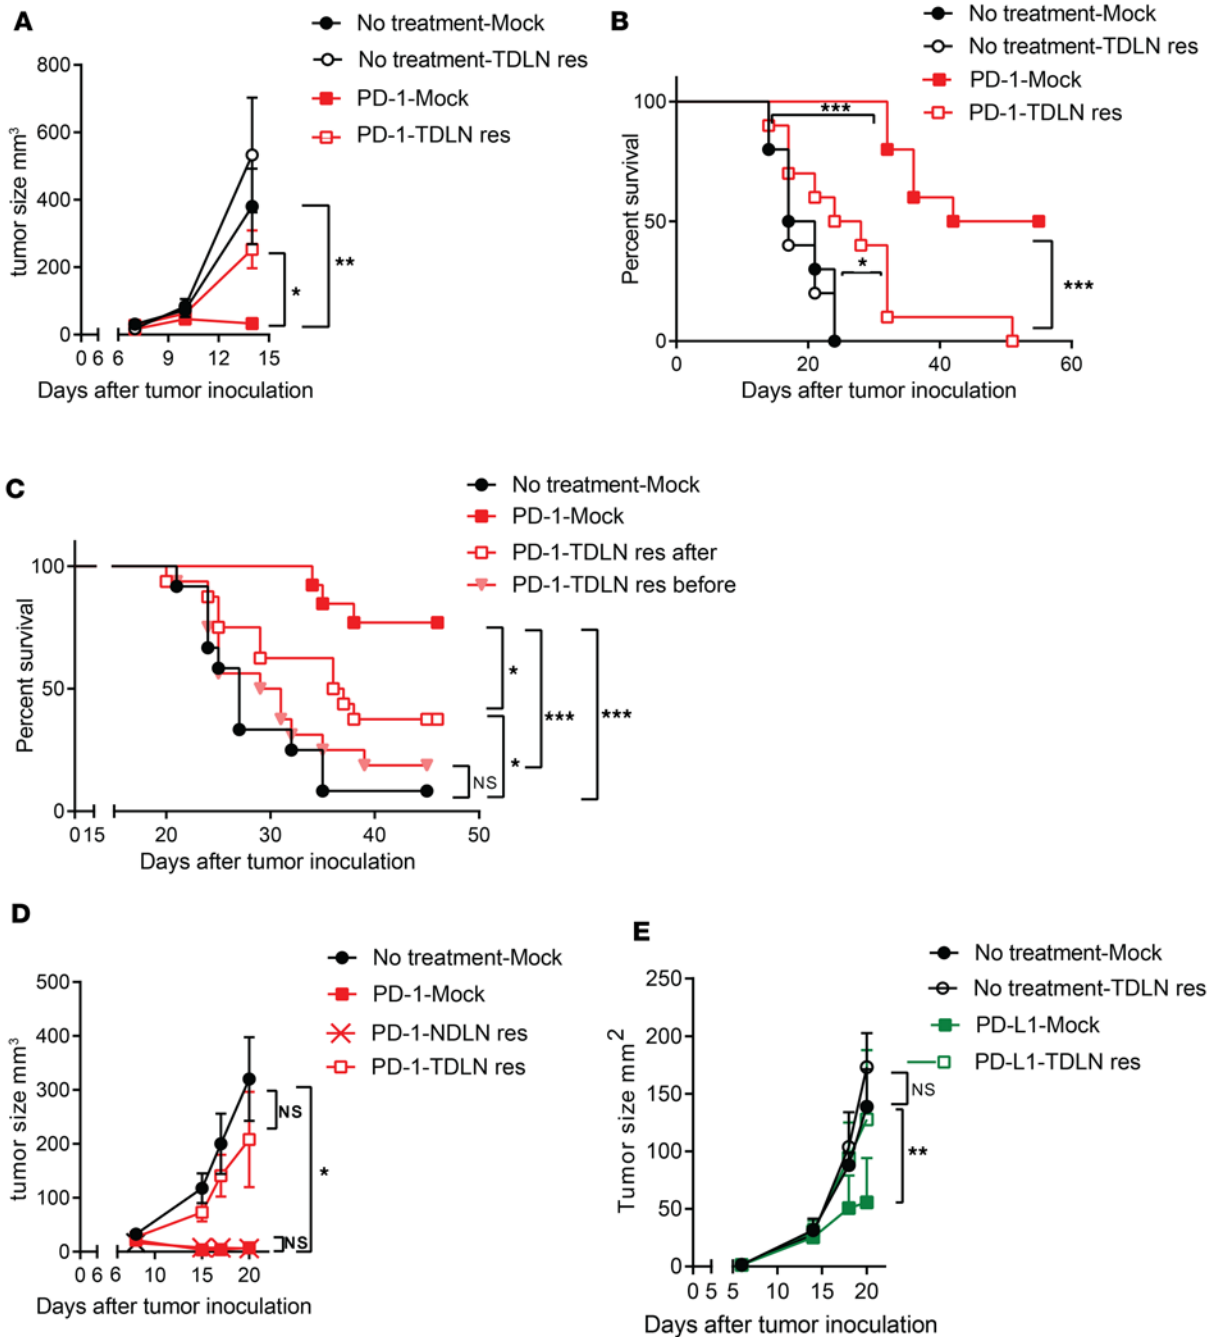 A
No treatment-Mock
No treatment-TDLN res
PD-1-Mock
PD-1-TDLN res
800
600
400
200
0
tumor size mm³
*
**
0 6 6 9 12 15
Days after tumor inoculation
B
No treatment-Mock
No treatment-TDLN res
PD-1-Mock
PD-1-TDLN res
100
50
0
Percent survival
***
*
***
0 20 40 60
Days after tumor inoculation
C
No treatment-Mock
PD-1-Mock
PD-1-TDLN res after
PD-1-TDLN res before
100
50
0
Percent survival
*
***
***
*
NS
0 15 20 30 40 50
Days after tumor inoculation
D
No treatment-Mock
PD-1-Mock
PD-1-NDLN res
PD-1-TDLN res
500
400
300
200
100
0
tumor size mm³
NS
*
NS
0 6 6 10 15 20
Days after tumor inoculation
E
No treatment-Mock
No treatment-TDLN res
PD-L1-Mock
PD-L1-TDLN res
250
200
150
100
50
0
Tumor size mm²
NS
**
0 5 5 10 15 20
Days after tumor inoculation